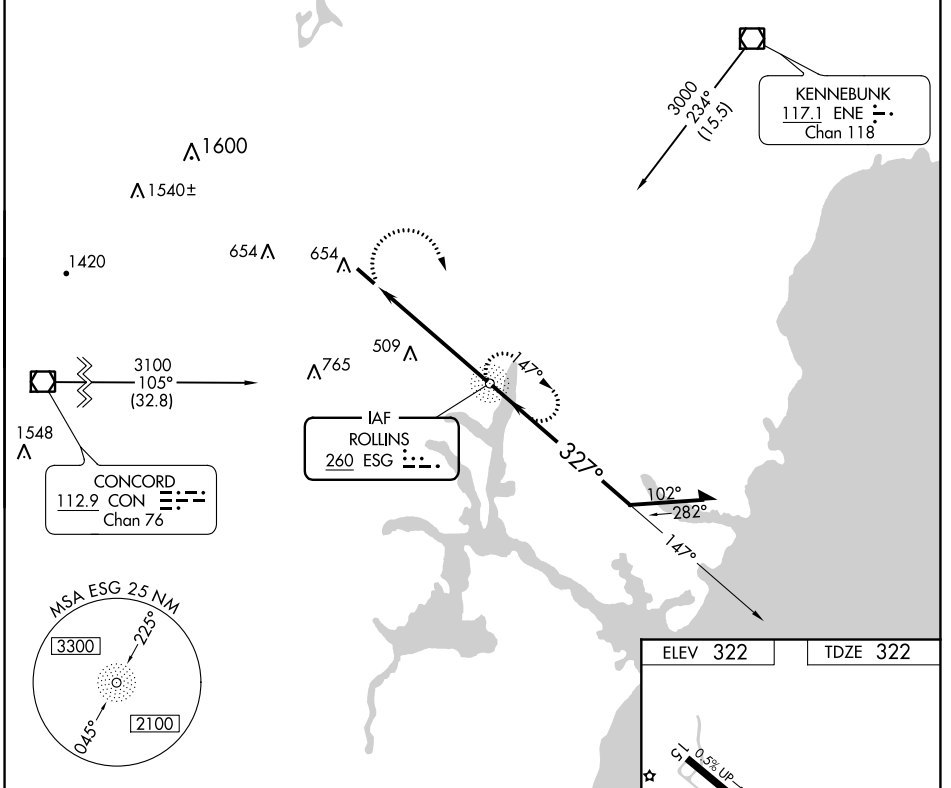 KENNEBUNK
117.1 ENE
Chan 118
3000
234°
(15.5)
1600
1540±
654
654
1420
509
765
147°
3100
105°
(32.8)
IAF
ROLLINS
260 ESG
1548
CONCORD
112.9 CON
Chan 76
327°
102°
282°
147°
MSA ESG 25 NM
3300
225°
045°
2100
ELEV 322
TDZE 322
15
0.5% UP